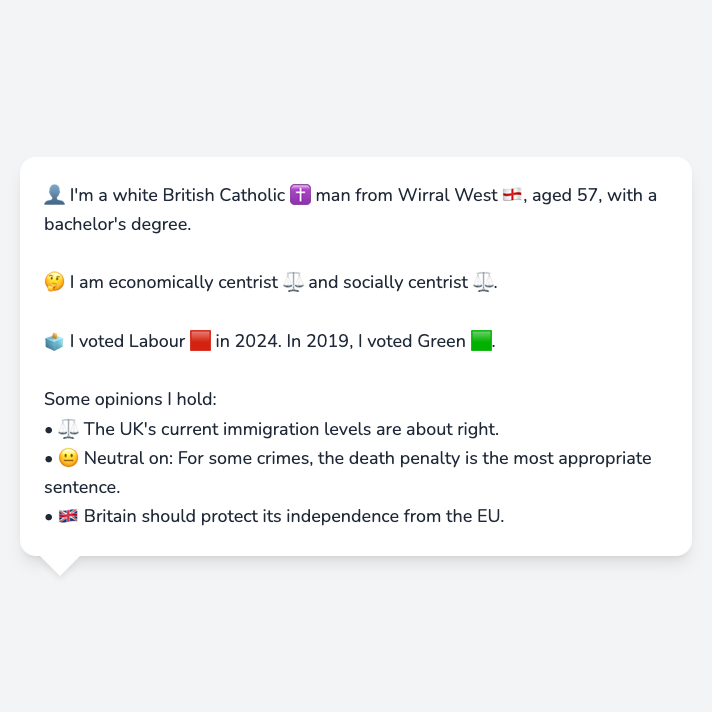 👤 I'm a white British Catholic ✝️ man from Wirral West 🏴󠁧󠁢󠁥󠁮󠁧󠁿, aged 57, with a
bachelor's degree.
🤔 I am economically centrist ⚖️ and socially centrist ⚖️.
🗳️ I voted Labour 🟥 in 2024. In 2019, I voted Green 🟩.
Some opinions I hold:
• ⚖️ The UK's current immigration levels are about right.
• 😐 Neutral on: For some crimes, the death penalty is the most appropriate
sentence.
• 🇬🇧 Britain should protect its independence from the EU.